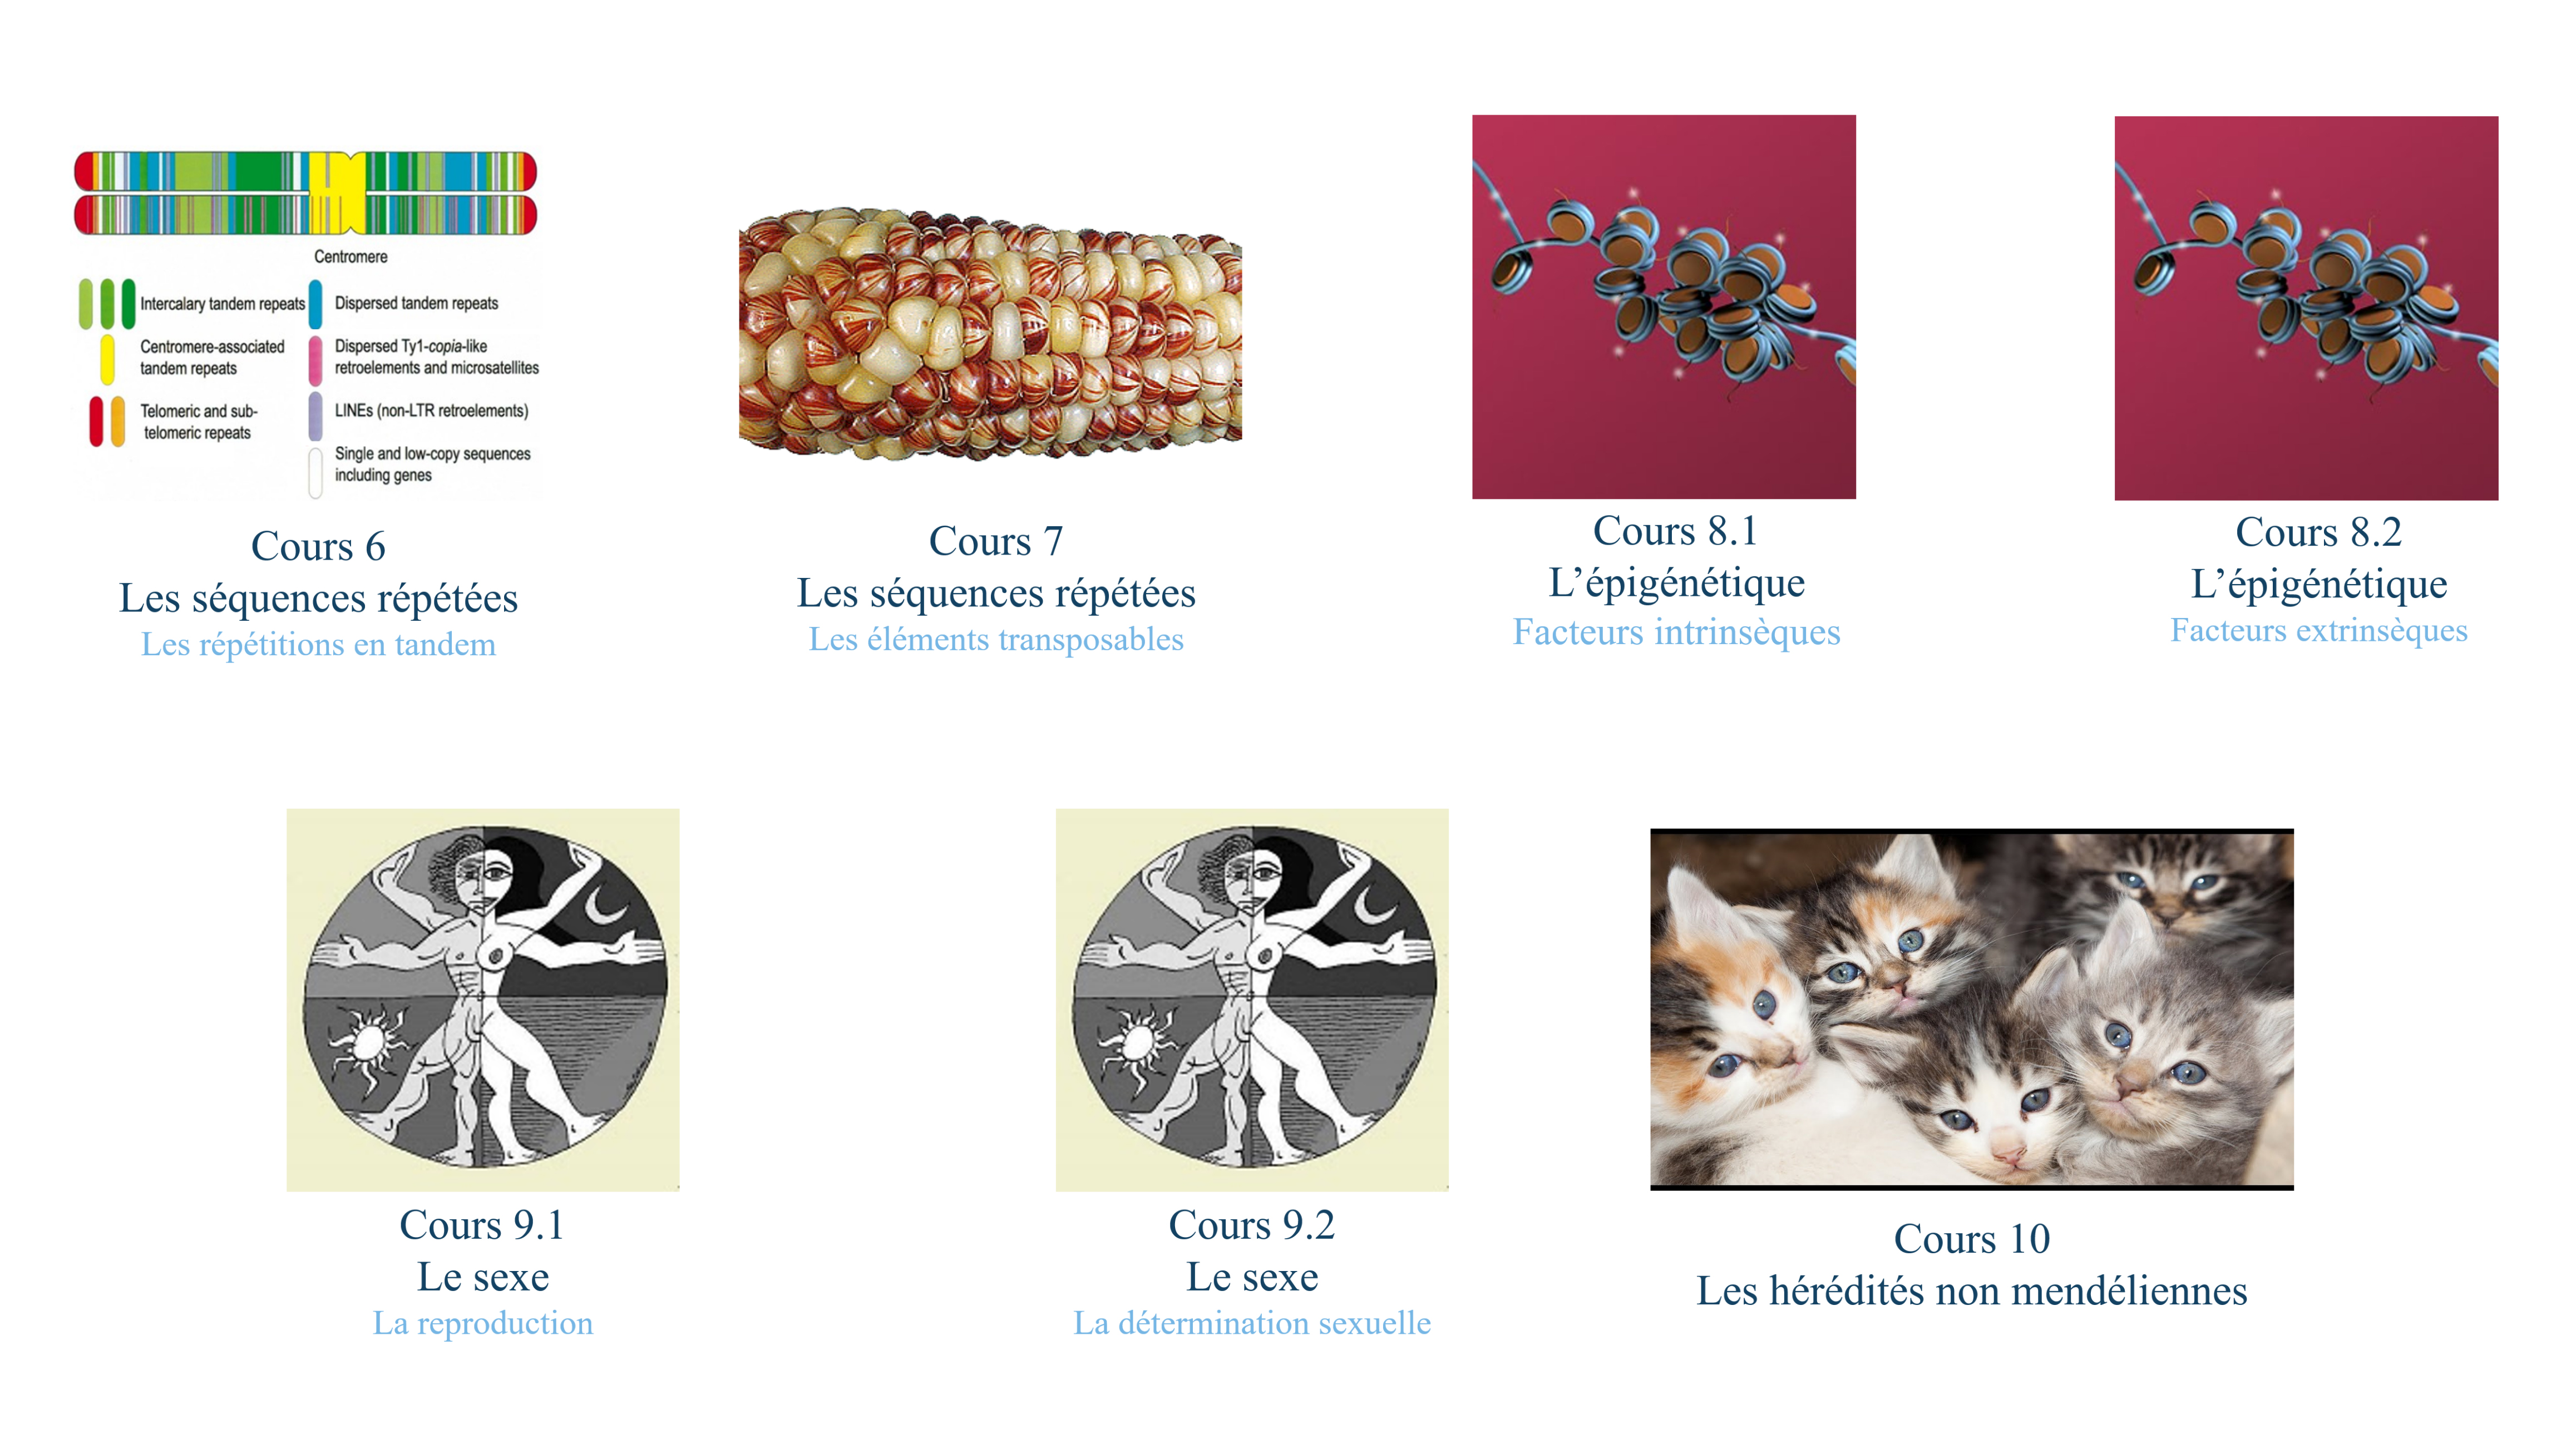 Centromere
Intercalary tandem repeats
Dispersed tandem repeats
Centromere-associated
tandem repeats
Dispersed Ty1-copia-like
retroelements and microsatellites
Telomeric and sub-
telomeric repeats
LINEs (non-LTR retroelements)
Single and low-copy sequences
including genes
Cours 6
Les séquences répétées
Les répétitions en tandem
Cours 7
Les séquences répétées
Les éléments transposables
Cours 8.1
L’épigénétique
Facteurs intrinsèques
Cours 8.2
L’épigénétique
Facteurs extrinsèques
Cours 9.1
Le sexe
La reproduction
Cours 9.2
Le sexe
La détermination sexuelle
Cours 10
Les hérédités non mendéliennes